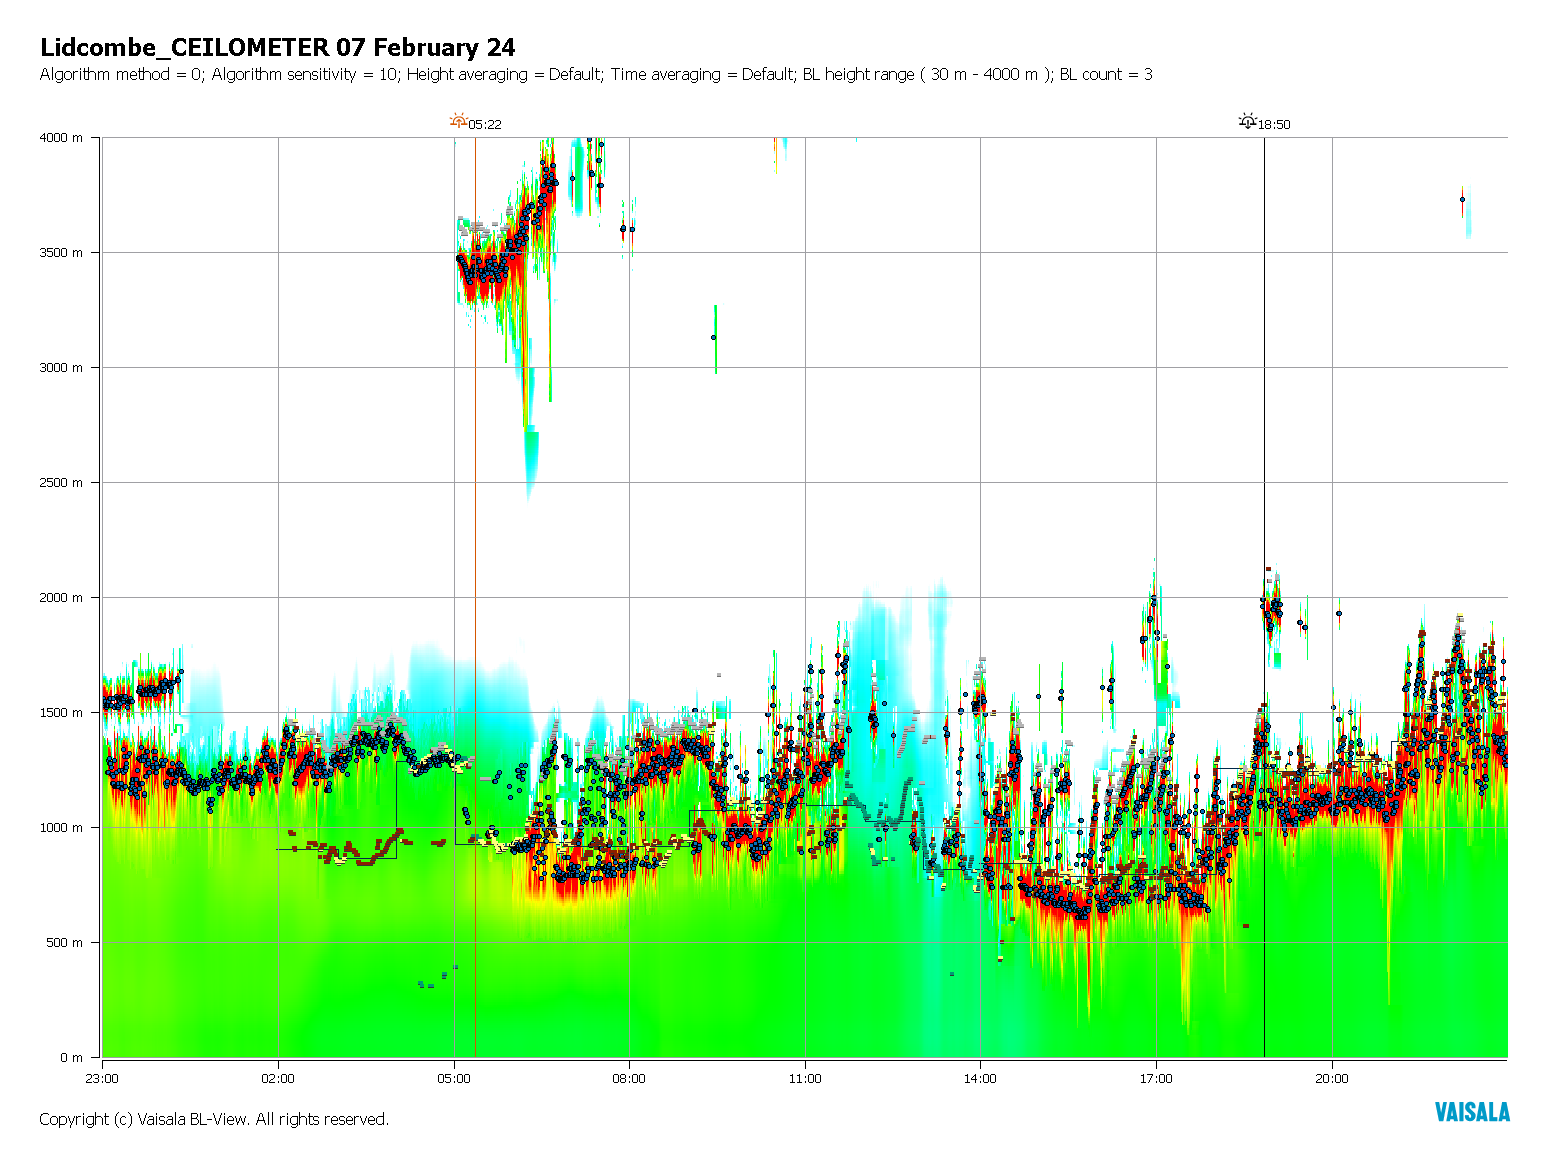 Lidcombe_CEILOMETER 07 February 24
Algorithm method = 0; Algorithm sensitivity = 10; Height averaging = Default; Time averaging = Default; BL height range ( 30 m - 4000 m ); BL count = 3
05:22
18:50
4000 m
3500 m
3000 m
2500 m
2000 m
1500 m
1000 m
500 m
0 m
23:00
02:00
05:00
08:00
11:00
14:00
17:00
20:00
Copyright (c) Vaisala BL-View. All rights reserved.
VAISALA